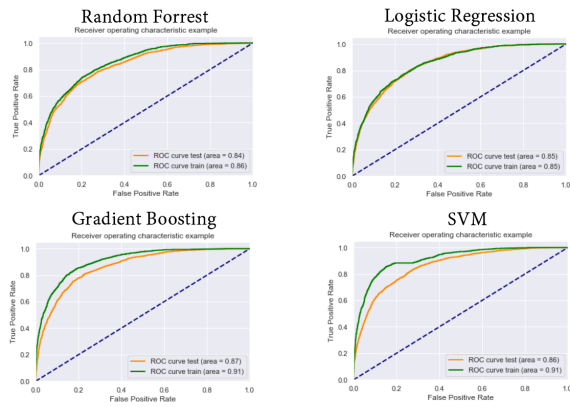 Random Forrest
Receiver operating characteristic example
1.0
0.8
0.6
0.4
0.2
0.0
True Positive Rate
ROC curve test (area = 0.84)
ROC curve train (area = 0.86)
0.0 0.2 0.4 0.6 0.8 1.0
False Positive Rate
Logistic Regression
Receiver operating characteristic example
1.0
0.8
0.6
0.4
0.2
0.0
True Positive Rate
ROC curve test (area = 0.85)
ROC curve train (area = 0.85)
0.0 0.2 0.4 0.6 0.8 1.0
False Positive Rate
Gradient Boosting
Receiver operating characteristic example
1.0
0.8
0.6
0.4
0.2
0.0
True Positive Rate
ROC curve test (area = 0.87)
ROC curve train (area = 0.91)
0.0 0.2 0.4 0.6 0.8 1.0
False Positive Rate
SVM
Receiver operating characteristic example
1.0
0.8
0.6
0.4
0.2
0.0
True Positive Rate
ROC curve test (area = 0.86)
ROC curve train (area = 0.91)
0.0 0.2 0.4 0.6 0.8 1.0
False Positive Rate